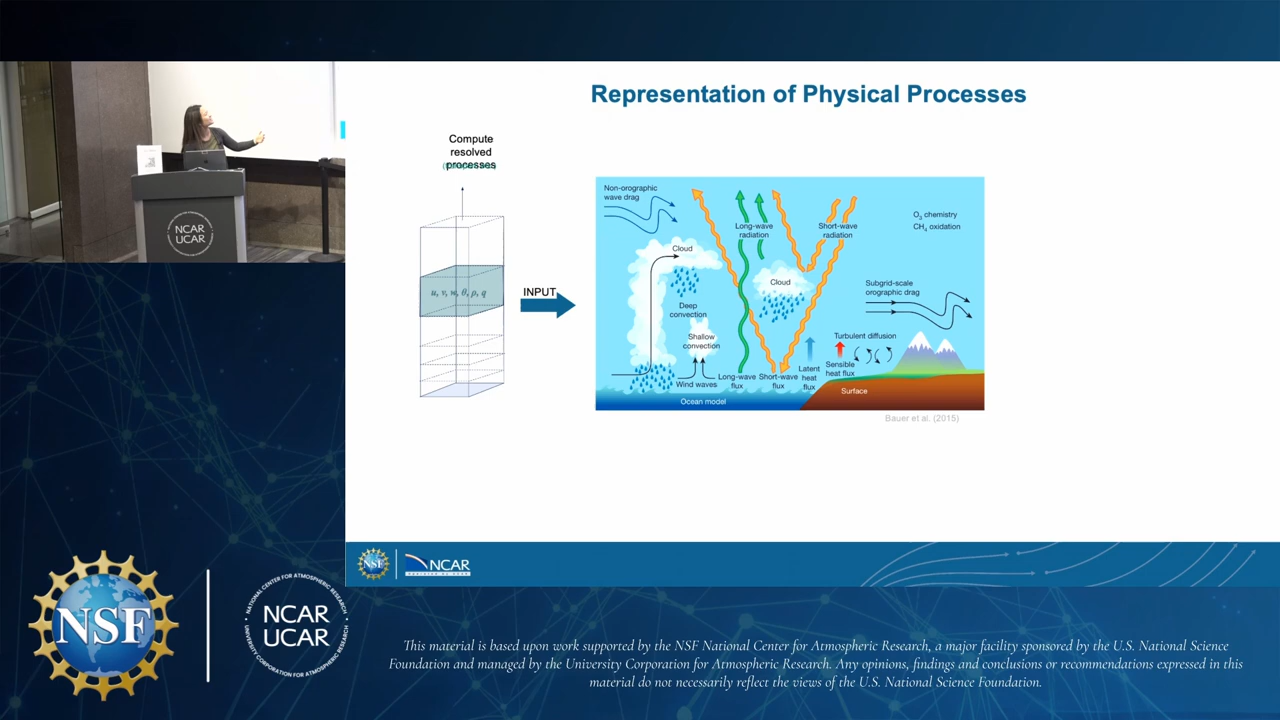 Representation of Physical Processes
Compute
resolved
processes
u, v, w, θ, ρ, q
INPUT
Non-orographic
wave drag
Cloud
Deep
convection
Shallow
convection
Wind waves
Ocean model
Long-wave
radiation
Long-wave
flux
Cloud
Short-wave
radiation
Short-wave
flux
Latent
heat
flux
Sensible
heat flux
O3 chemistry
CH4 oxidation
Subgrid-scale
orographic drag
Turbulent diffusion
Surface
Bauer et al. (2015)
NCAR
UCAR
NSF
NCAR
NSF
NATIONAL CENTER FOR ATMOSPHERIC RESEARCH
NCAR
UCAR
UNIVERSITY CORPORATION FOR ATMOSPHERIC RESEARCH
This material is based upon work supported by the NSF National Center for Atmospheric Research, a major facility sponsored by the U.S. National Science
Foundation and managed by the University Corporation for Atmospheric Research. Any opinions, findings and conclusions or recommendations expressed in this
material do not necessarily reflect the views of the U.S. National Science Foundation.